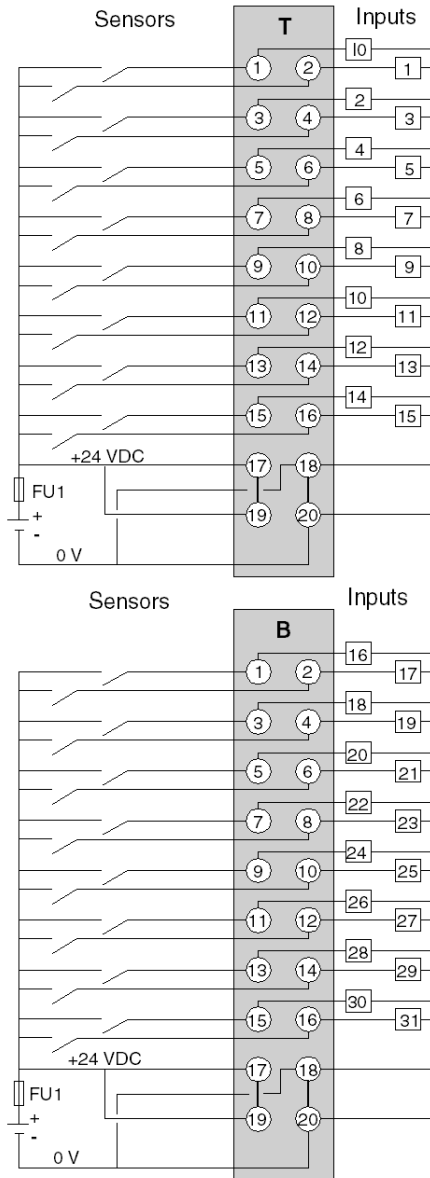 Sensors T Inputs
I0
1 2 1
2
3 4 3
4
5 6 5
6
7 8 7
8
9 10 9
10
11 12 11
12
13 14 13
14
15 16 15
+24 VDC 17 18
FU1
+ 19 20
-
0 V
Sensors Inputs
B
16
1 2 17
18
3 4 19
20
5 6 21
22
7 8 23
24
9 10 25
26
11 12 27
28
13 14 29
30
15 16 31
+24 VDC 17 18
FU1
+ 19 20
-
0 V